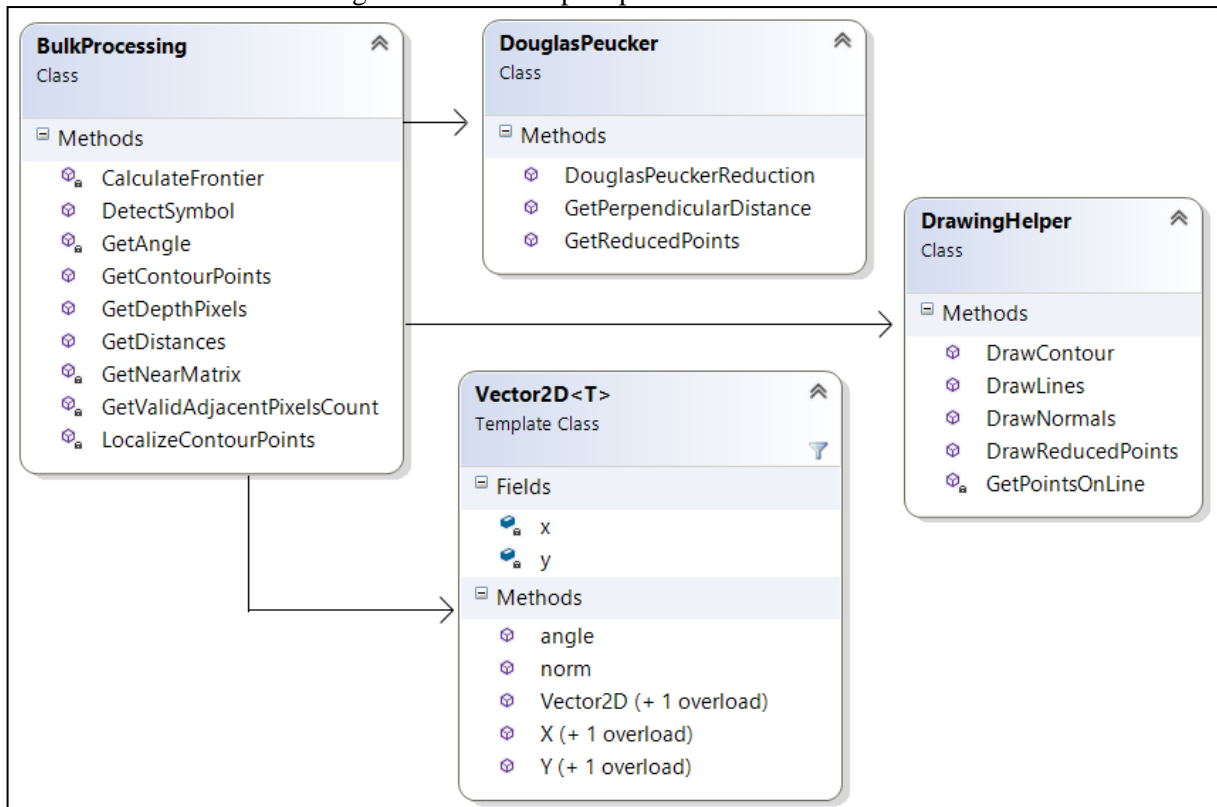 BulkProcessing
Class
Methods
CalculateFrontier
DetectSymbol
GetAngle
GetContourPoints
GetDepthPixels
GetDistances
GetNearMatrix
GetValidAdjacentPixelsCount
LocalizeContourPoints
DouglasPeucker
Class
Methods
DouglasPeuckerReduction
GetPerpendicularDistance
GetReducedPoints
DrawingHelper
Class
Methods
DrawContour
DrawLines
DrawNormals
DrawReducedPoints
GetPointsOnLine
Vector2D<T>
Template Class
Fields
x
y
Methods
angle
norm
Vector2D (+ 1 overload)
X (+ 1 overload)
Y (+ 1 overload)